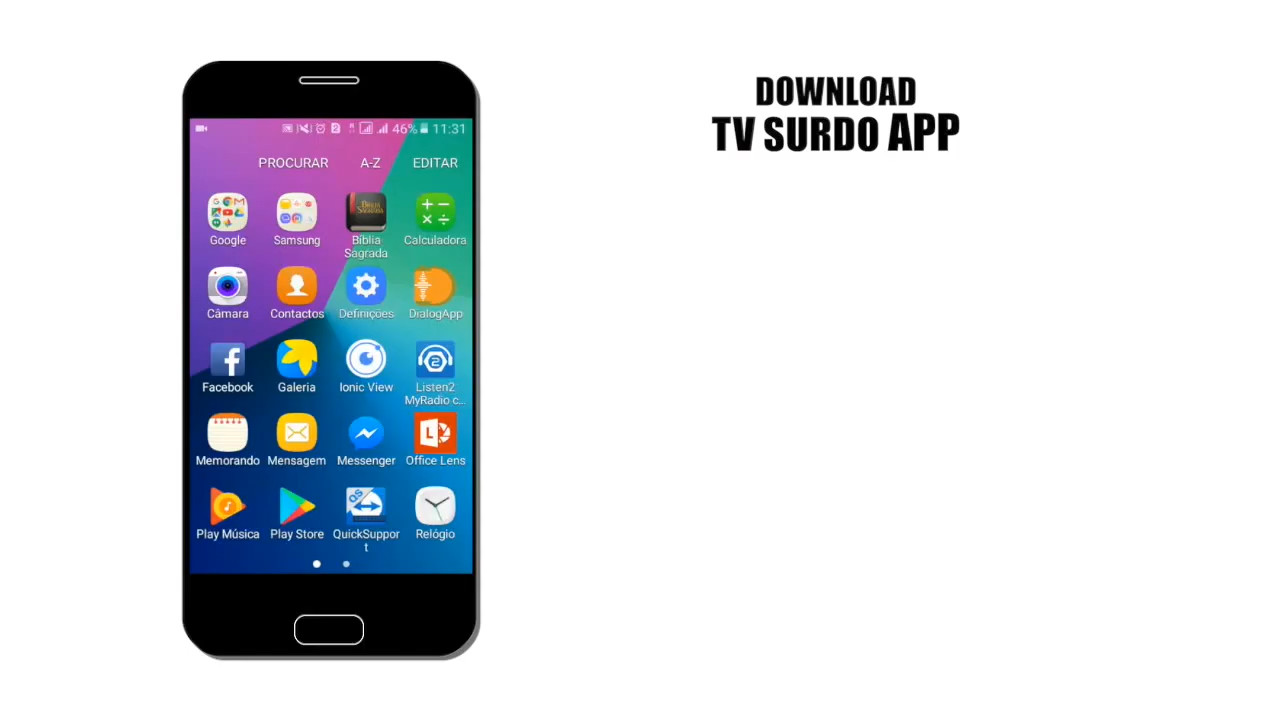 46% 11:31
PROCURAR A-Z EDITAR
Google Samsung Bíblia Sagrada Calculadora
Câmara Contactos Definições DialogApp
Facebook Galeria Ionic View Listen2
MyRadio c...
Memorando Mensagem Messenger Office Lens
Play Música Play Store QuickSuppor
t
Relógio
DOWNLOAD
TV SURDO APP